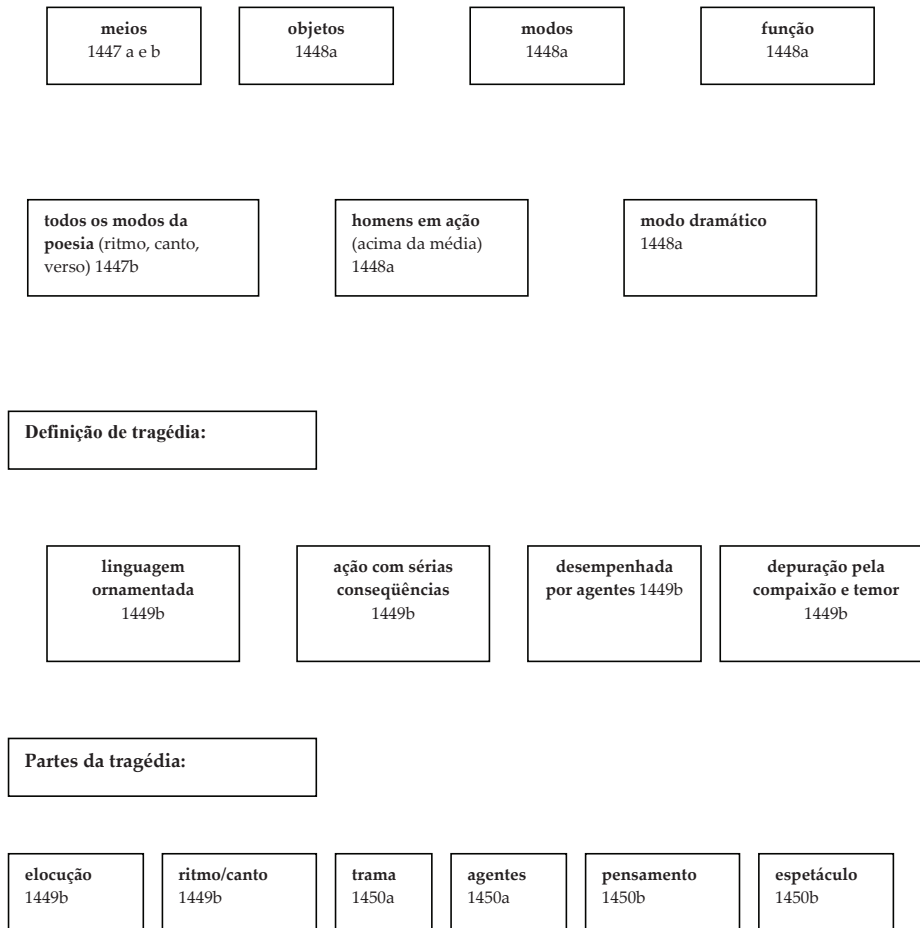 meios
1447 a e b
objetos
1448a
modos
1448a
função
1448a
todos os modos da
poesia (ritmo, canto,
verso) 1447b
homens em ação
(acima da média)
1448a
modo dramático
1448a
Definição de tragédia:
linguagem
ornamentada
1449b
ação com sérias
conseqüências
1449b
desempenhada
por agentes 1449b
depuração pela
compaixão e temor
1449b
Partes da tragédia:
elocução
1449b
ritmo/canto
1449b
trama
1450a
agentes
1450a
pensamento
1450b
espetáculo
1450b